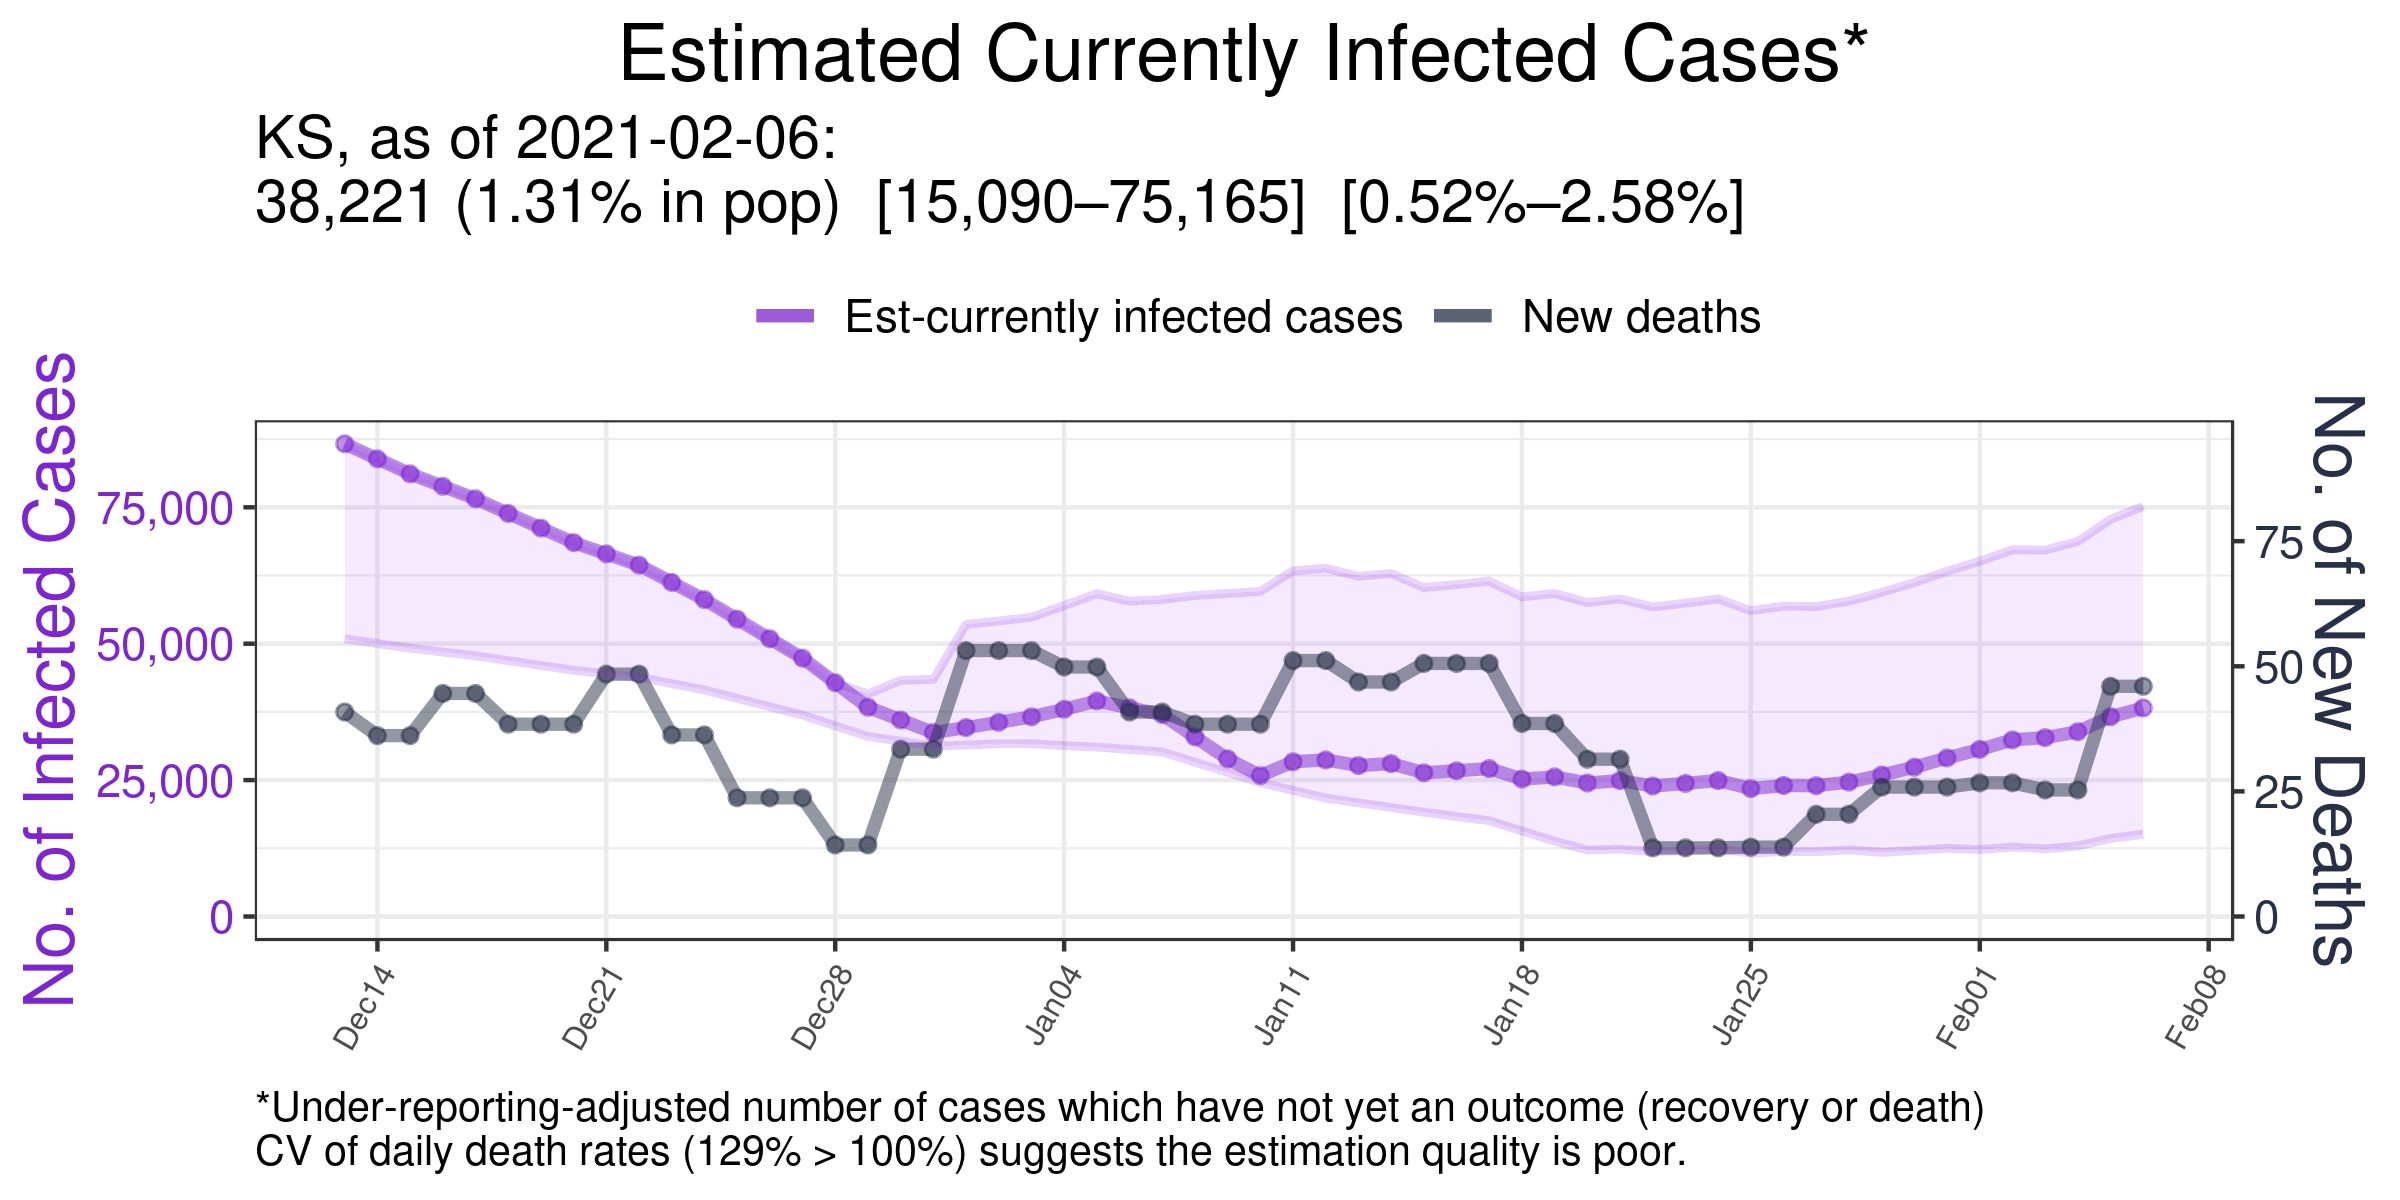 Estimated Currently Infected Cases*
KS, as of 2021-02-06:
38,221 (1.31% in pop)  [15,090–75,165]  [0.52%–2.58%]
Est-currently infected cases
New deaths
No. of Infected Cases
75,000
50,000
25,000
0
75
50
25
0
No. of New Deaths
Dec14
Dec21
Dec28
Jan04
Jan11
Jan18
Jan25
Feb01
Feb08
*Under-reporting-adjusted number of cases which have not yet an outcome (recovery or death)
CV of daily death rates (129% > 100%) suggests the estimation quality is poor.